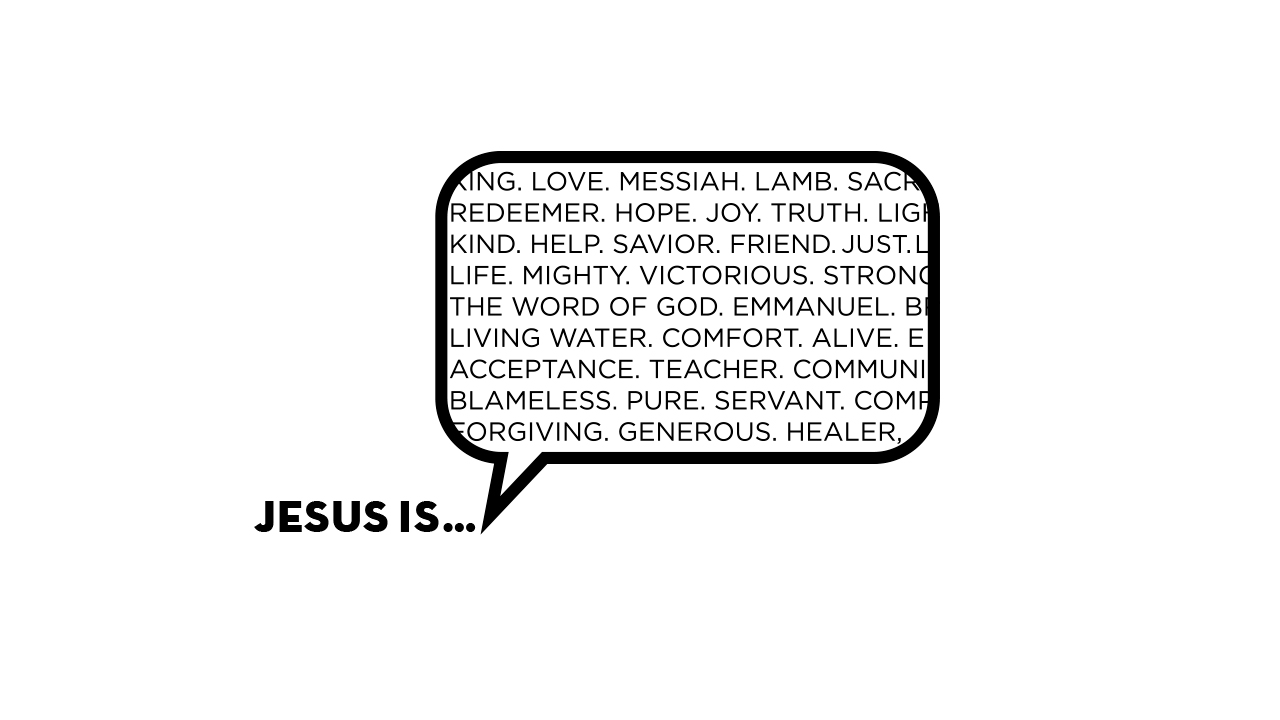 KING. LOVE. MESSIAH. LAMB. SACR
REDEEMER. HOPE. JOY. TRUTH. LIGH
KIND. HELP. SAVIOR. FRIEND. JUST. L
LIFE. MIGHTY. VICTORIOUS. STRONG
THE WORD OF GOD. EMMANUEL. BR
LIVING WATER. COMFORT. ALIVE. E
ACCEPTANCE. TEACHER. COMMUNI
BLAMELESS. PURE. SERVANT. COMP
FORGIVING. GENEROUS. HEALER,
JESUS IS...